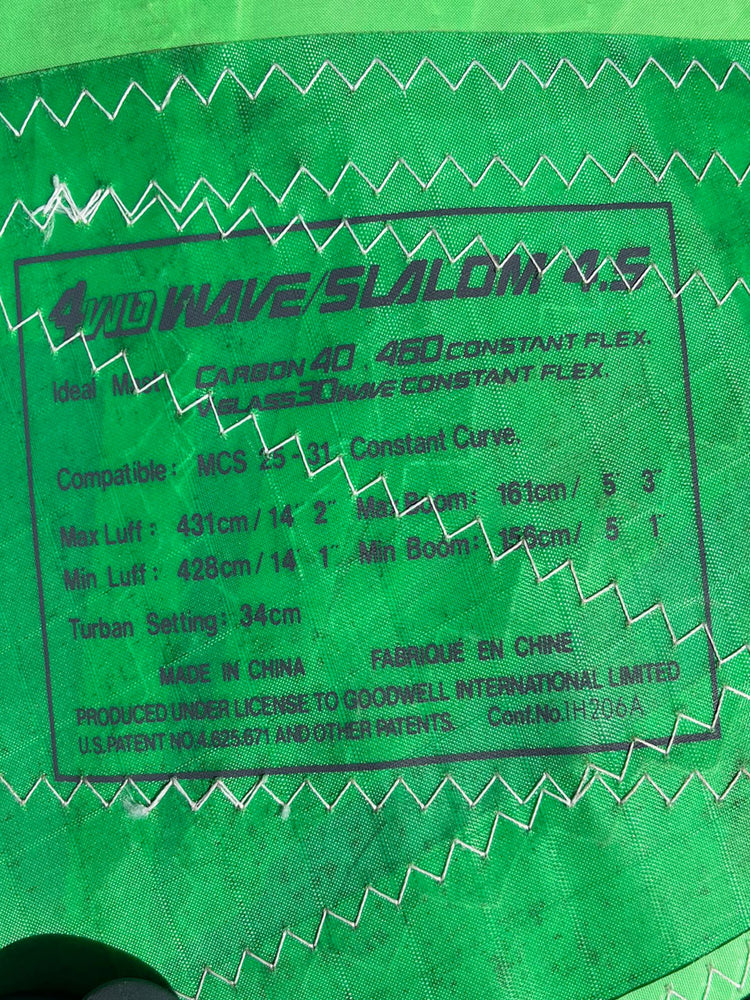 4WD WAVE/SLALOM 4.5
Ideal Mast CARBON 40 . 460 CONSTANT FLEX.
V GLASS 30 WAVE CONSTANT FLEX.
Compatible: MCS 25-31 Constant Curve.
Max Luff: 431cm/ 14' 2" Max Boom: 161cm/ 5' 3"
Min Luff: 428cm/ 14' 1" Min Boom: 156cm/ 5' 1"
Turban Setting: 34cm
MADE IN CHINA FABRIQUE EN CHINE
PRODUCED UNDER LICENSE TO GOODWELL INTERNATIONAL LIMITED
U.S.PATENT NO.4.625.671 AND OTHER PATENTS. Cont.No.IH206A